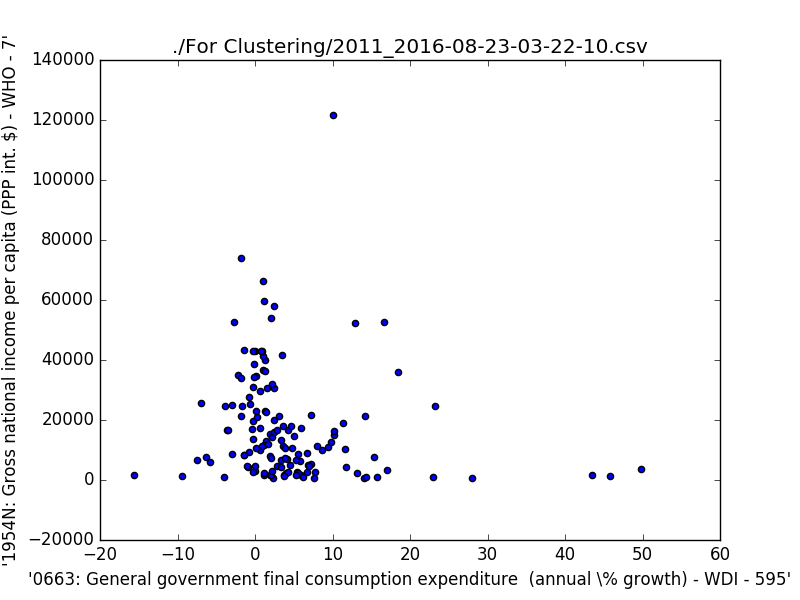 ./For Clustering/2011_2016-08-23-03-22-10.csv
'1954N: Gross national income per capita (PPP int. $) - WHO - 7'
140000
120000
100000
80000
60000
40000
20000
0
−20000
−20 −10 0 10 20 30 40 50 60
'0663: General government final consumption expenditure  (annual \% growth) - WDI - 595'